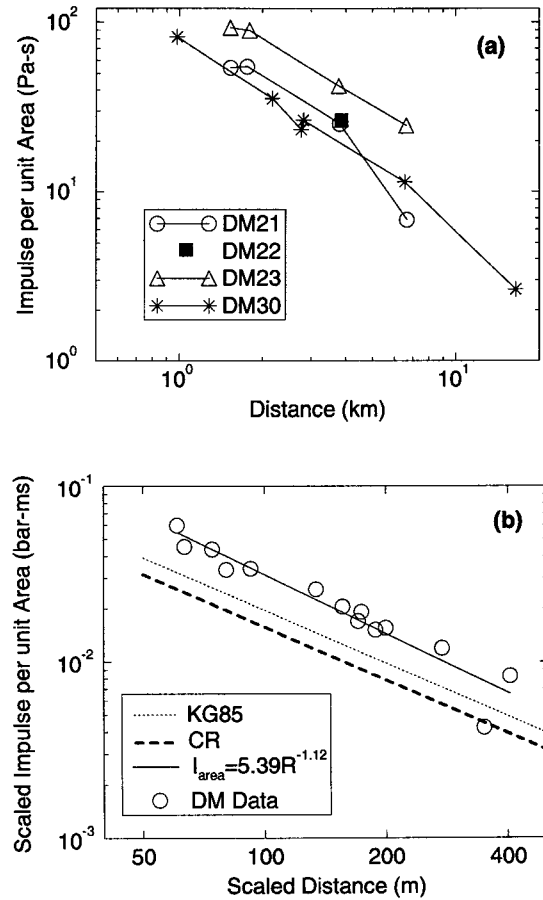 (a)
Impulse per unit Area (Pa-s)
10²
10¹
10⁰
DM21
DM22
DM23
DM30
10⁰
10¹
Distance (km)
(b)
Scaled Impulse per unit Area (bar-ms)
10⁻¹
10⁻²
10⁻³
KG85
CR
I_area=5.39R⁻¹·¹²
DM Data
50
100
200
400
Scaled Distance (m)